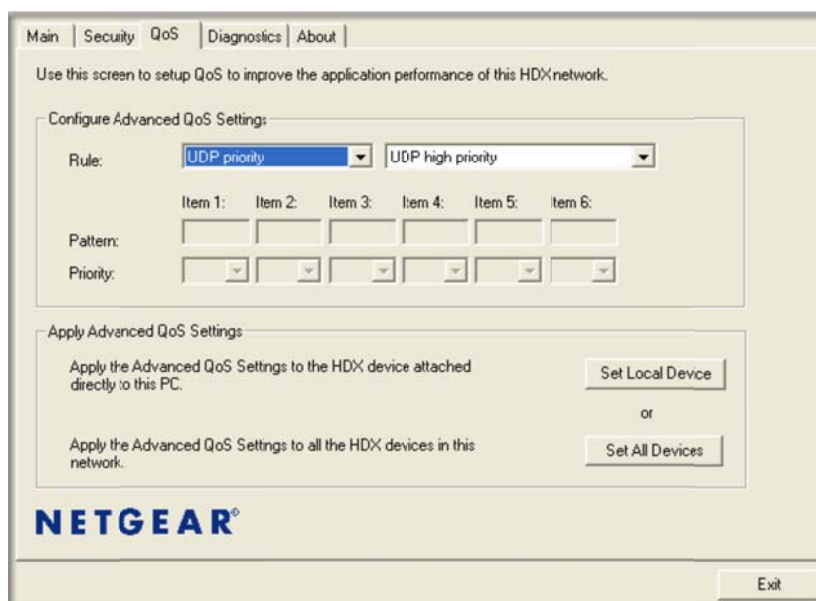 Main Security QoS Diagnostics About
Use this screen to setup QoS to improve the application performance of this HDX network.
Configure Advanced QoS Settings
Rule: UDP priority UDP high priority
Item 1: Item 2: Item 3: Item 4: Item 5: Item 6:
Pattern:
Priority:
Apply Advanced QoS Settings
Apply the Advanced QoS Settings to the HDX device attached
directly to this PC.
Set Local Device
or
Apply the Advanced QoS Settings to all the HDX devices in this
network.
Set All Devices
NETGEAR®
Exit